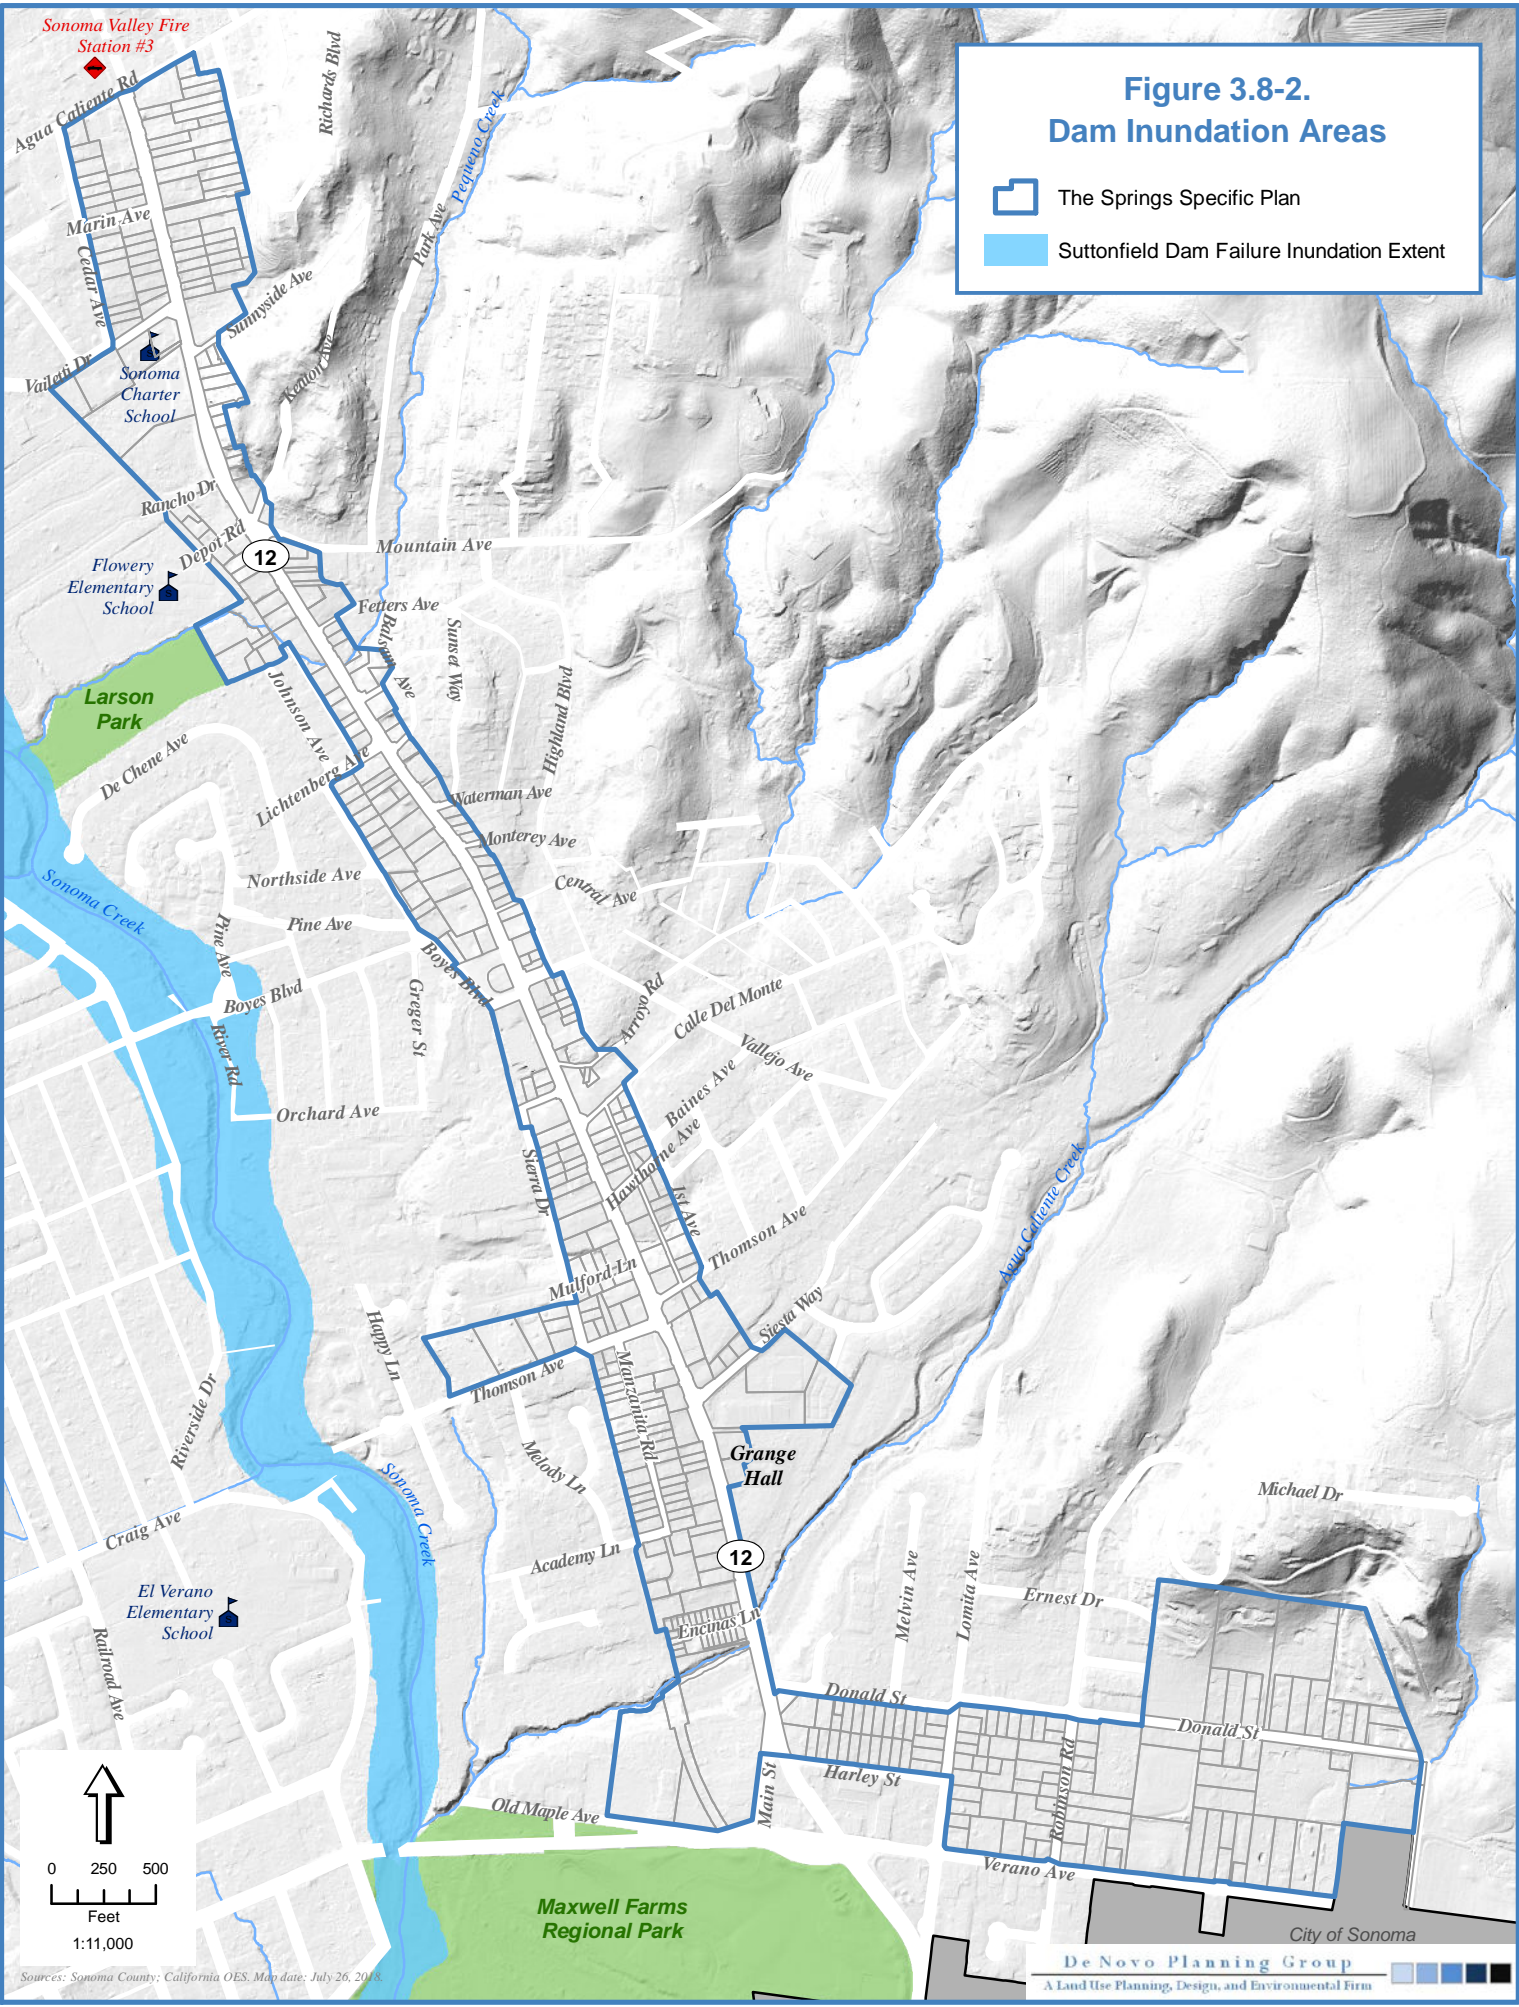 Sonoma Valley Fire
Station #3
Figure 3.8-2.
Dam Inundation Areas
The Springs Specific Plan
Suttonfield Dam Failure Inundation Extent
Agua Caliente Rd
Richards Blvd
Pequeno Creek
Park Ave
Marin Ave
Cedar Ave
Sunnyside Ave
Keaton Ave
Vailetti Dr
Sonoma
Charter
School
Rancho Dr
Depot Rd
12
Mountain Ave
Flowery
Elementary
School
Fetters Ave
Balsam Ave
Sunset Way
Highland Blvd
Larson
Park
Johnson Ave
De Chene Ave
Lichtenberg Ave
Waterman Ave
Monterey Ave
Central Ave
Northside Ave
Sonoma Creek
Pine Ave
Pine Ave
Boyes Blvd
Boyes Blvd
Greger St
River Rd
Orchard Ave
Arroyo Rd
Calle Del Monte
Vallejo Ave
Baines Ave
Hawthorne Ave
1st Ave
Sierra Dr
Thomson Ave
Agua Caliente Creek
Mulford Ln
Siesta Way
Happy Ln
Thomson Ave
Manzanita Rd
Riverside Dr
Melody Ln
Grange
Hall
Sonoma Creek
Craig Ave
Academy Ln
12
Michael Dr
Melvin Ave
Lomita Ave
Ernest Dr
El Verano
Elementary
School
Encinas Ln
Railroad Ave
Donald St
Donald St
Robinson Rd
Main St
Harley St
Old Maple Ave
Verano Ave
Maxwell Farms
Regional Park
City of Sonoma
0 250 500
Feet
1:11,000
Sources: Sonoma County; California OES. Map date: July 26, 2018.
De Novo Planning Group
A Land Use Planning, Design, and Environmental Firm